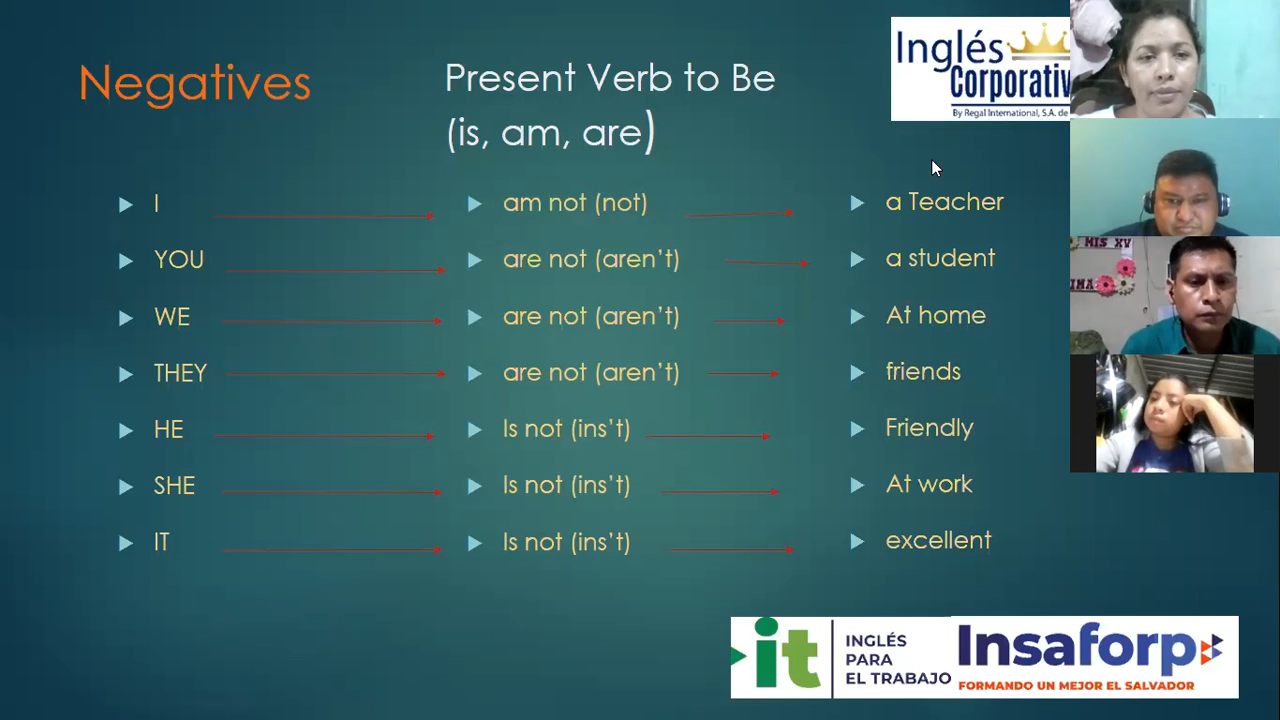 Negatives
Present Verb to Be
(is, am, are)
Inglés
Corporativ
By Regal International, S.A. de
I
am not (not)
a Teacher
YOU
are not (aren't)
a student
WE
are not (aren't)
At home
THEY
are not (aren't)
friends
HE
Is not (ins't)
Friendly
SHE
Is not (ins't)
At work
IT
Is not (ins't)
excellent
MIS XV
it
INGLÉS
PARA
EL TRABAJO
Insaforp
FORMANDO UN MEJOR EL SALVADOR